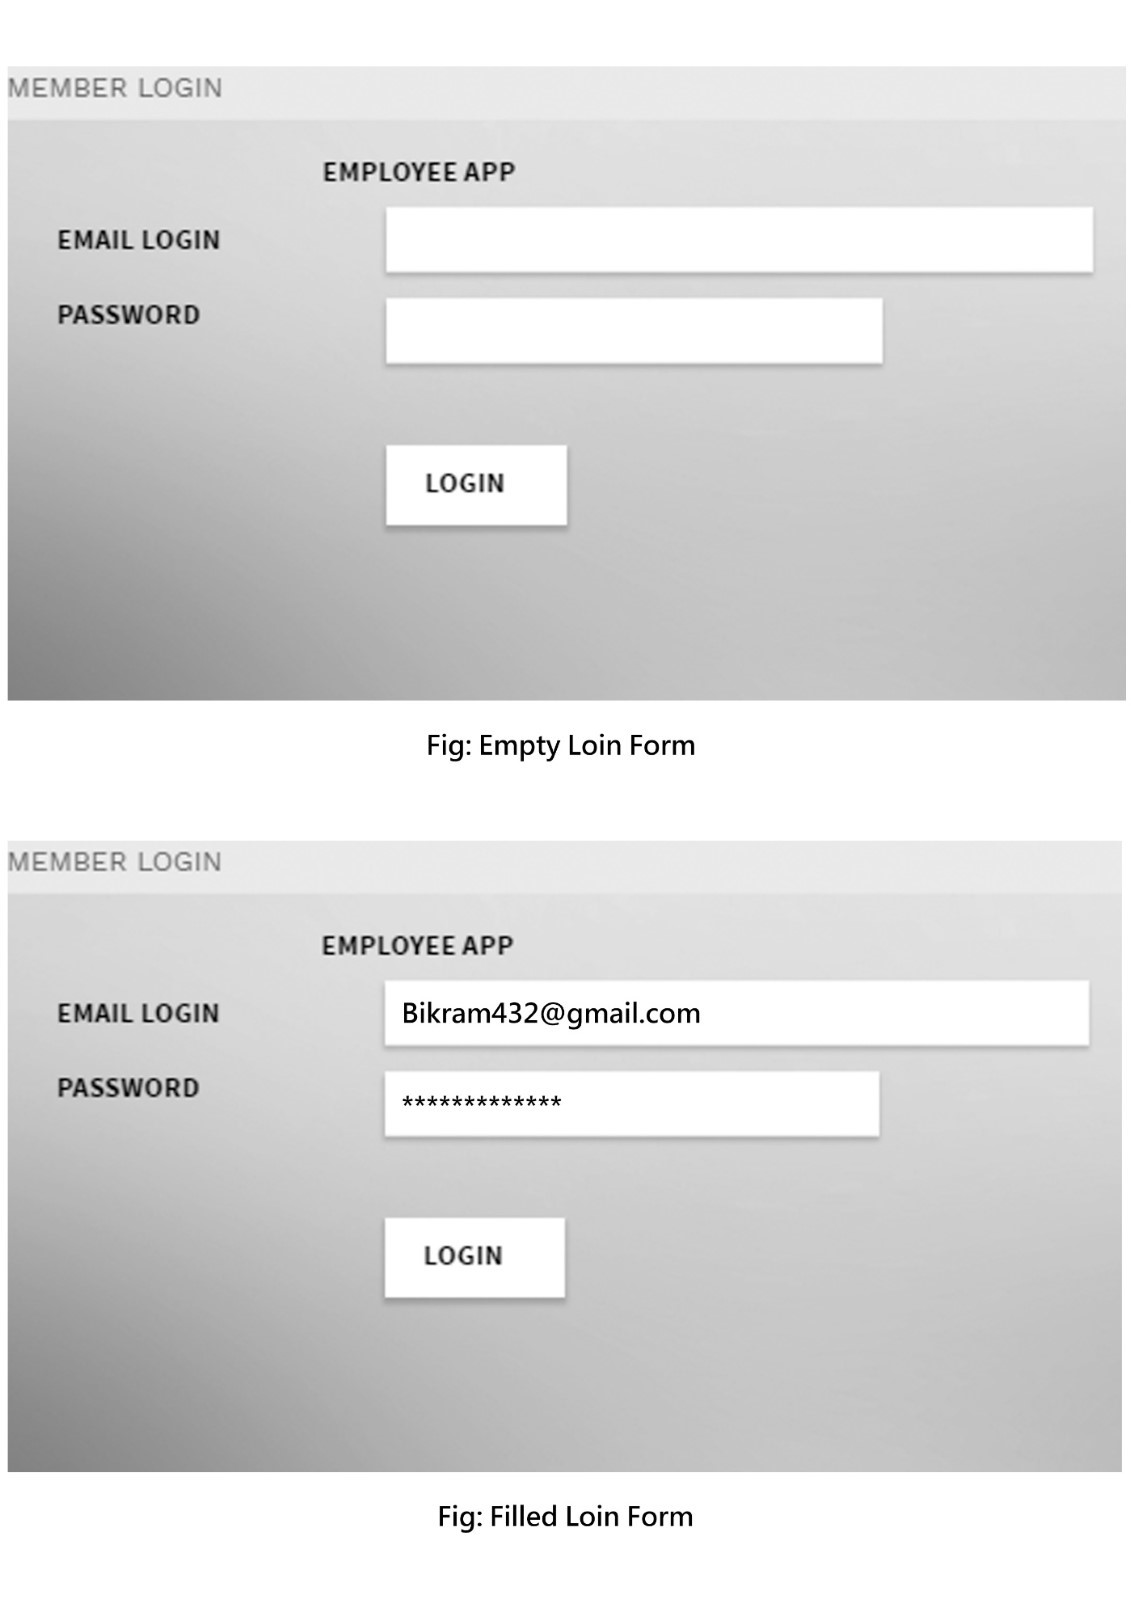 MEMBER LOGIN
EMPLOYEE APP
EMAIL LOGIN
PASSWORD
LOGIN
Fig: Empty Loin Form
MEMBER LOGIN
EMPLOYEE APP
EMAIL LOGIN Bikram432@gmail.com
PASSWORD *************
LOGIN
Fig: Filled Loin Form